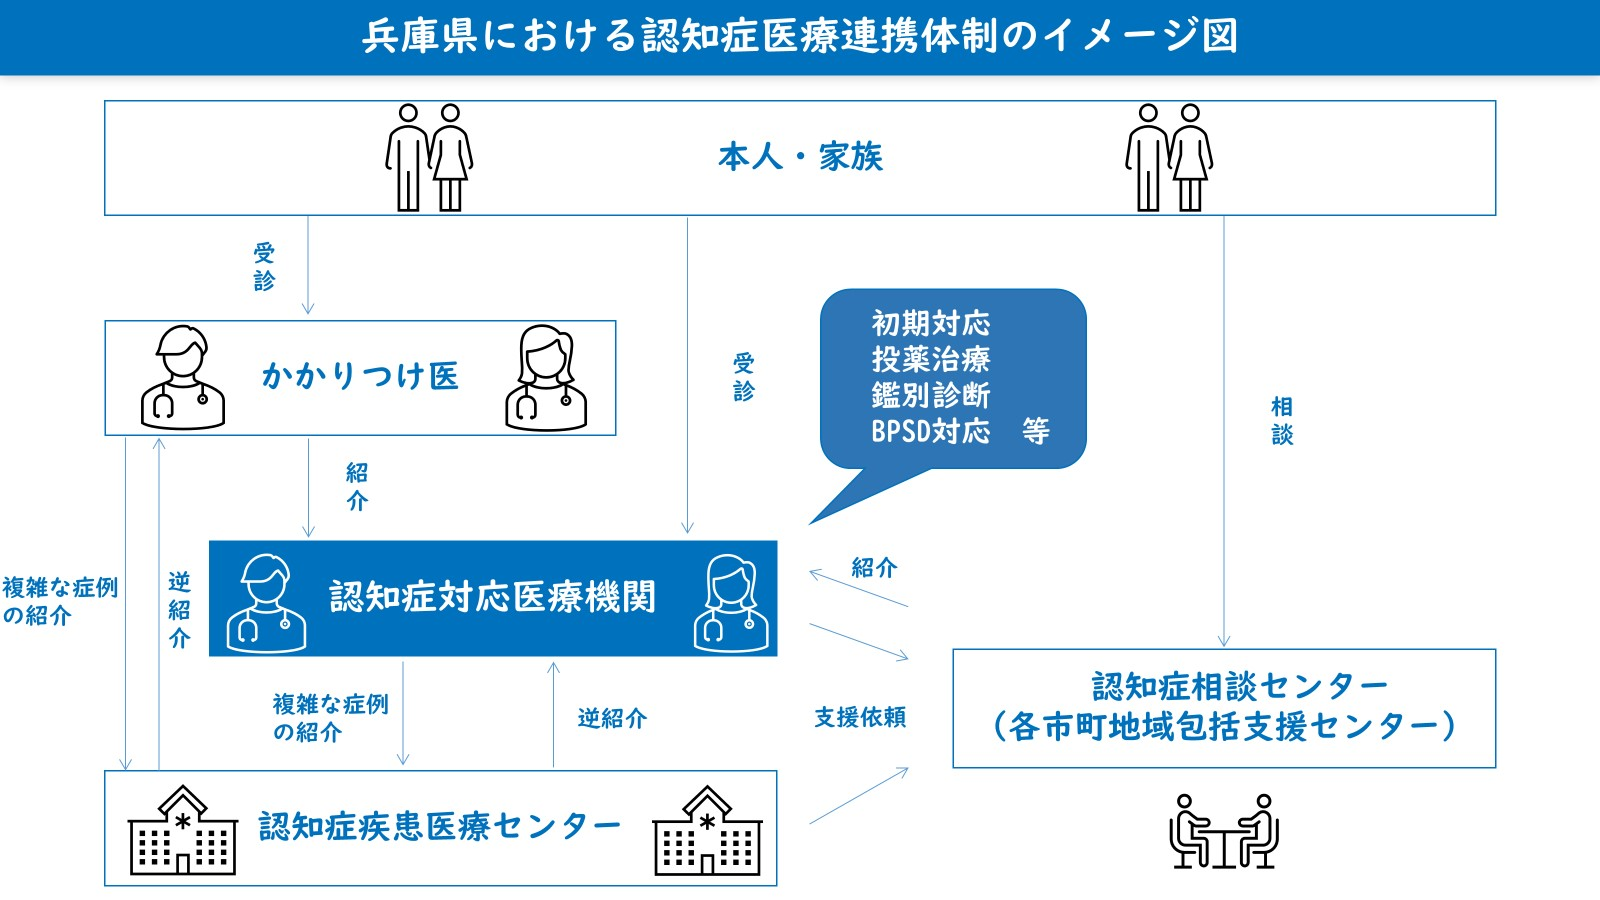 兵庫県における認知症医療連携体制のイメージ図
本人・家族
受診
かかりつけ医
受診
初期対応
投薬治療
鑑別診断
BPSD対応　等
相談
紹介
複雑な症例
の紹介
逆紹介
認知症対応医療機関
紹介
複雑な症例
の紹介
逆紹介
支援依頼
認知症相談センター
（各市町地域包括支援センター）
認知症疾患医療センター